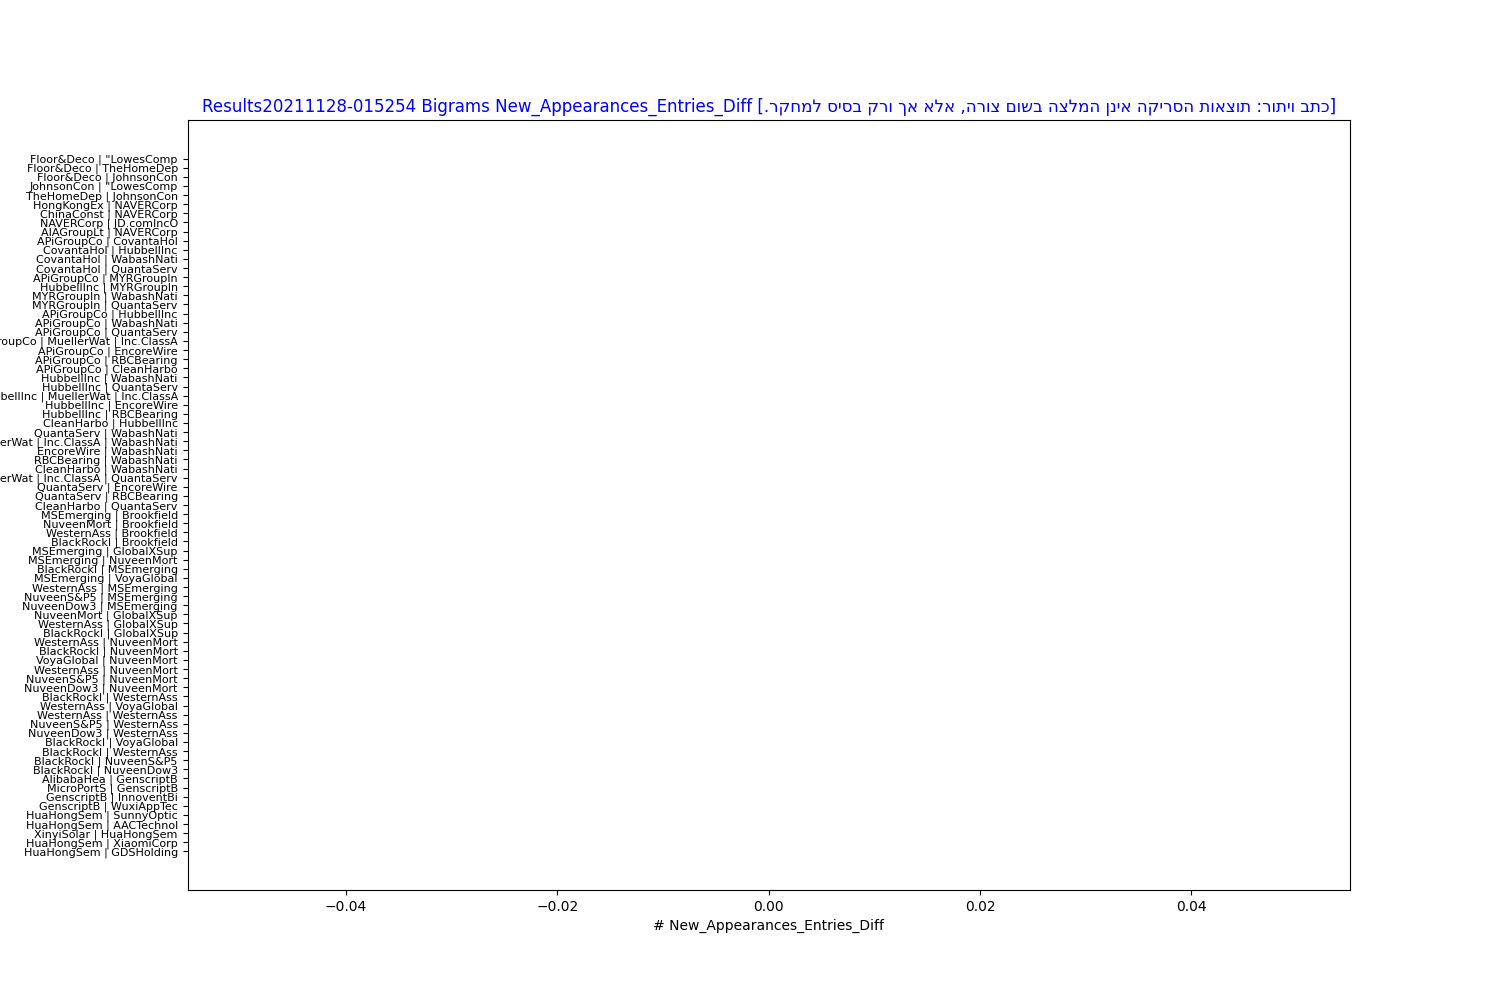 Results20211128-015254 Bigrams New_Appearances_Entries_Diff [כתב ויתור: תוצאות הסריקה אינן המלצה בשום צורה, אלא אך ורק בסיס למחקר.]
Floor&Deco | "LowesComp
Floor&Deco | TheHomeDep
Floor&Deco | JohnsonCon
JohnsonCon | "LowesComp
TheHomeDep | JohnsonCon
HongKongEx | NAVERCorp
ChinaConst | NAVERCorp
NAVERCorp | JD.comIncO
AIAGroupLt | NAVERCorp
APiGroupCo | CovantaHol
CovantaHol | HubbellInc
CovantaHol | WabashNati
CovantaHol | QuantaServ
APiGroupCo | MYRGroupIn
HubbellInc | MYRGroupIn
MYRGroupIn | WabashNati
MYRGroupIn | QuantaServ
APiGroupCo | HubbellInc
APiGroupCo | WabashNati
APiGroupCo | QuantaServ
roupCo | MuellerWat | Inc.ClassA
APiGroupCo | EncoreWire
APiGroupCo | RBCBearing
APiGroupCo | CleanHarbo
HubbellInc | WabashNati
HubbellInc | QuantaServ
bellInc | MuellerWat | Inc.ClassA
HubbellInc | EncoreWire
HubbellInc | RBCBearing
CleanHarbo | HubbellInc
QuantaServ | WabashNati
erWat | Inc.ClassA | WabashNati
EncoreWire | WabashNati
RBCBearing | WabashNati
CleanHarbo | WabashNati
erWat | Inc.ClassA | QuantaServ
QuantaServ | EncoreWire
QuantaServ | RBCBearing
CleanHarbo | QuantaServ
MSEmerging | Brookfield
NuveenMort | Brookfield
WesternAss | Brookfield
BlackRockI | Brookfield
MSEmerging | GlobalXSup
MSEmerging | NuveenMort
BlackRockI | MSEmerging
MSEmerging | VoyaGlobal
WesternAss | MSEmerging
NuveenS&P5 | MSEmerging
NuveenDow3 | MSEmerging
NuveenMort | GlobalXSup
WesternAss | GlobalXSup
BlackRockI | GlobalXSup
WesternAss | NuveenMort
BlackRockI | NuveenMort
VoyaGlobal | NuveenMort
WesternAss | NuveenMort
NuveenS&P5 | NuveenMort
NuveenDow3 | NuveenMort
BlackRockI | WesternAss
WesternAss | VoyaGlobal
WesternAss | WesternAss
NuveenS&P5 | WesternAss
NuveenDow3 | WesternAss
BlackRockI | VoyaGlobal
BlackRockI | WesternAss
BlackRockI | NuveenS&P5
BlackRockI | NuveenDow3
AlibabaHea | GenscriptB
MicroPortS | GenscriptB
GenscriptB | InnoventBi
GenscriptB | WuxiAppTec
HuaHongSem | SunnyOptic
HuaHongSem | AACTechnol
XinyiSolar | HuaHongSem
HuaHongSem | XiaomiCorp
HuaHongSem | GDSHolding
−0.04 −0.02 0.00 0.02 0.04
# New_Appearances_Entries_Diff